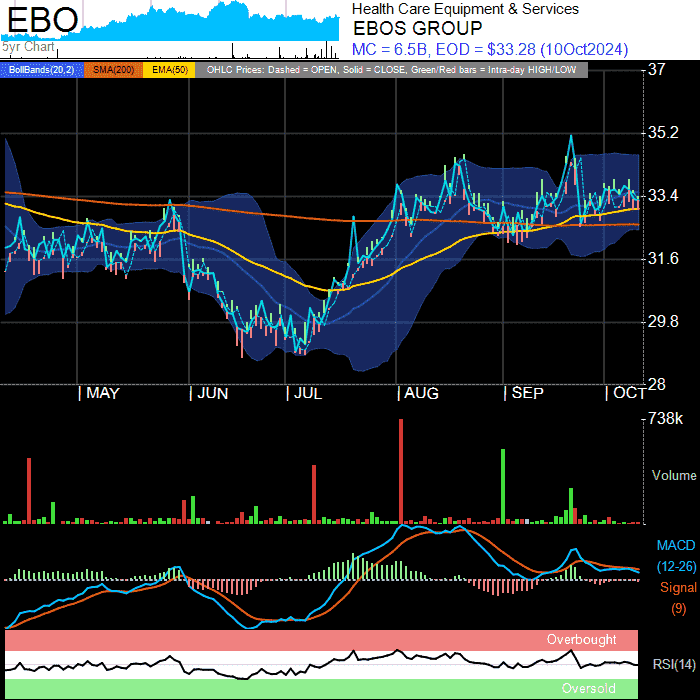 EBO
5yr Chart
Health Care Equipment & Services
EBOS GROUP
MC = 6.5B, EOD = $33.28 (10Oct2024)
BollBands(20,2) SMA(200) EMA(50) OHLC Prices: Dashed = OPEN, Solid = CLOSE, Green/Red bars = Intra-day HIGH/LOW
37
35.2
33.4
31.6
29.8
28
| MAY | JUN | JUL | AUG | SEP | OCT
738k
Volume
MACD
(12-26)
Signal
(9)
Overbought
RSI(14)
Oversold